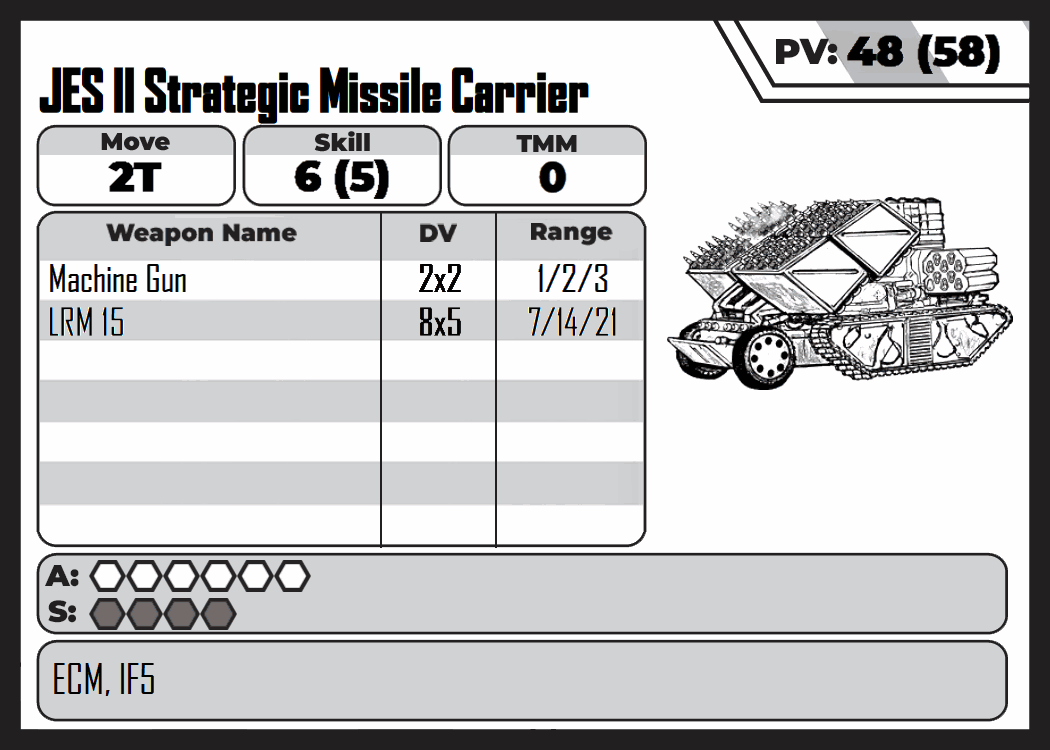 PV: 48 (58)
JES II Strategic Missile Carrier
Move Skill TMM
2T 6 (5) 0
Weapon Name DV Range
Machine Gun 2x2 1/2/3
LRM 15 8x5 7/14/21
A:
S:
ECM, IF5